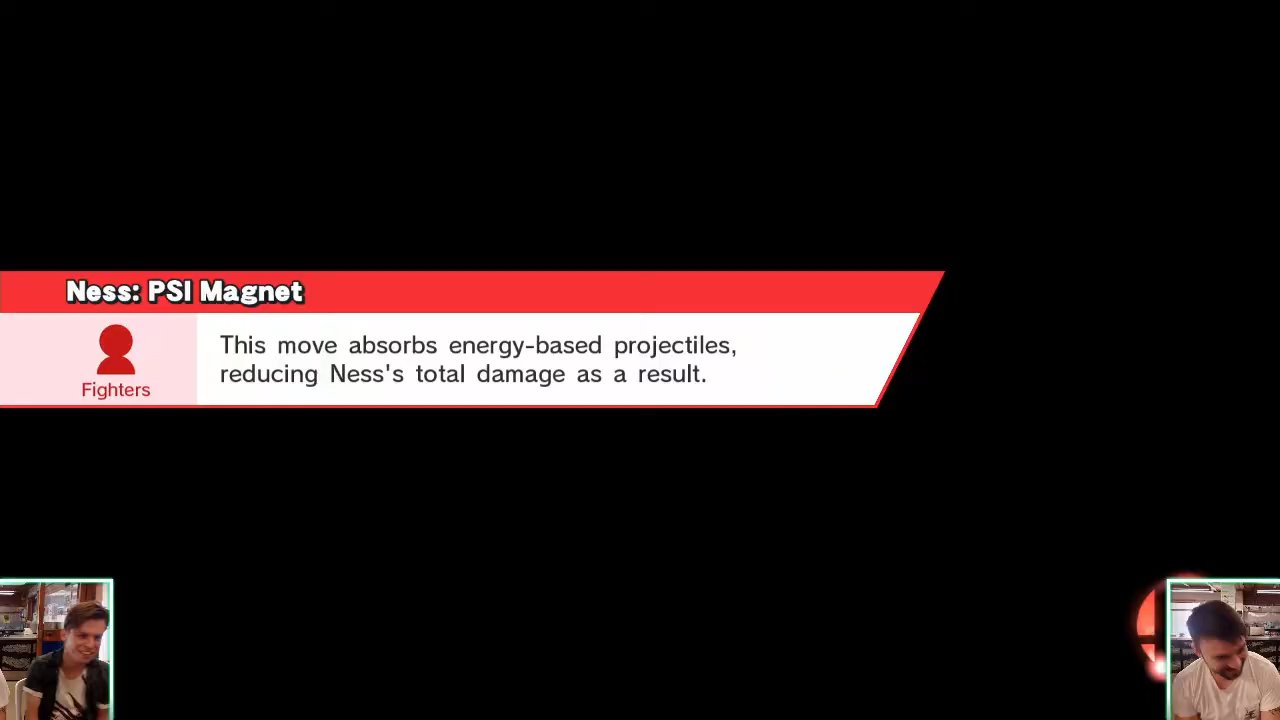 Ness: PSI Magnet
This move absorbs energy-based projectiles,
reducing Ness's total damage as a result.
Fighters